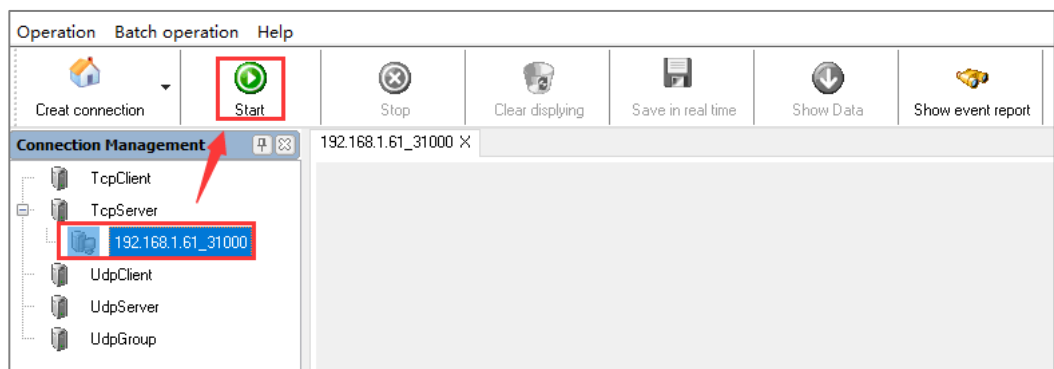 Operation Batch operation Help
Creat connection Start Stop Clear displying Save in real time Show Data Show event report
Connection Management
192.168.1.61_31000
TcpClient
TcpServer
192.168.1.61_31000
UdpClient
UdpServer
UdpGroup